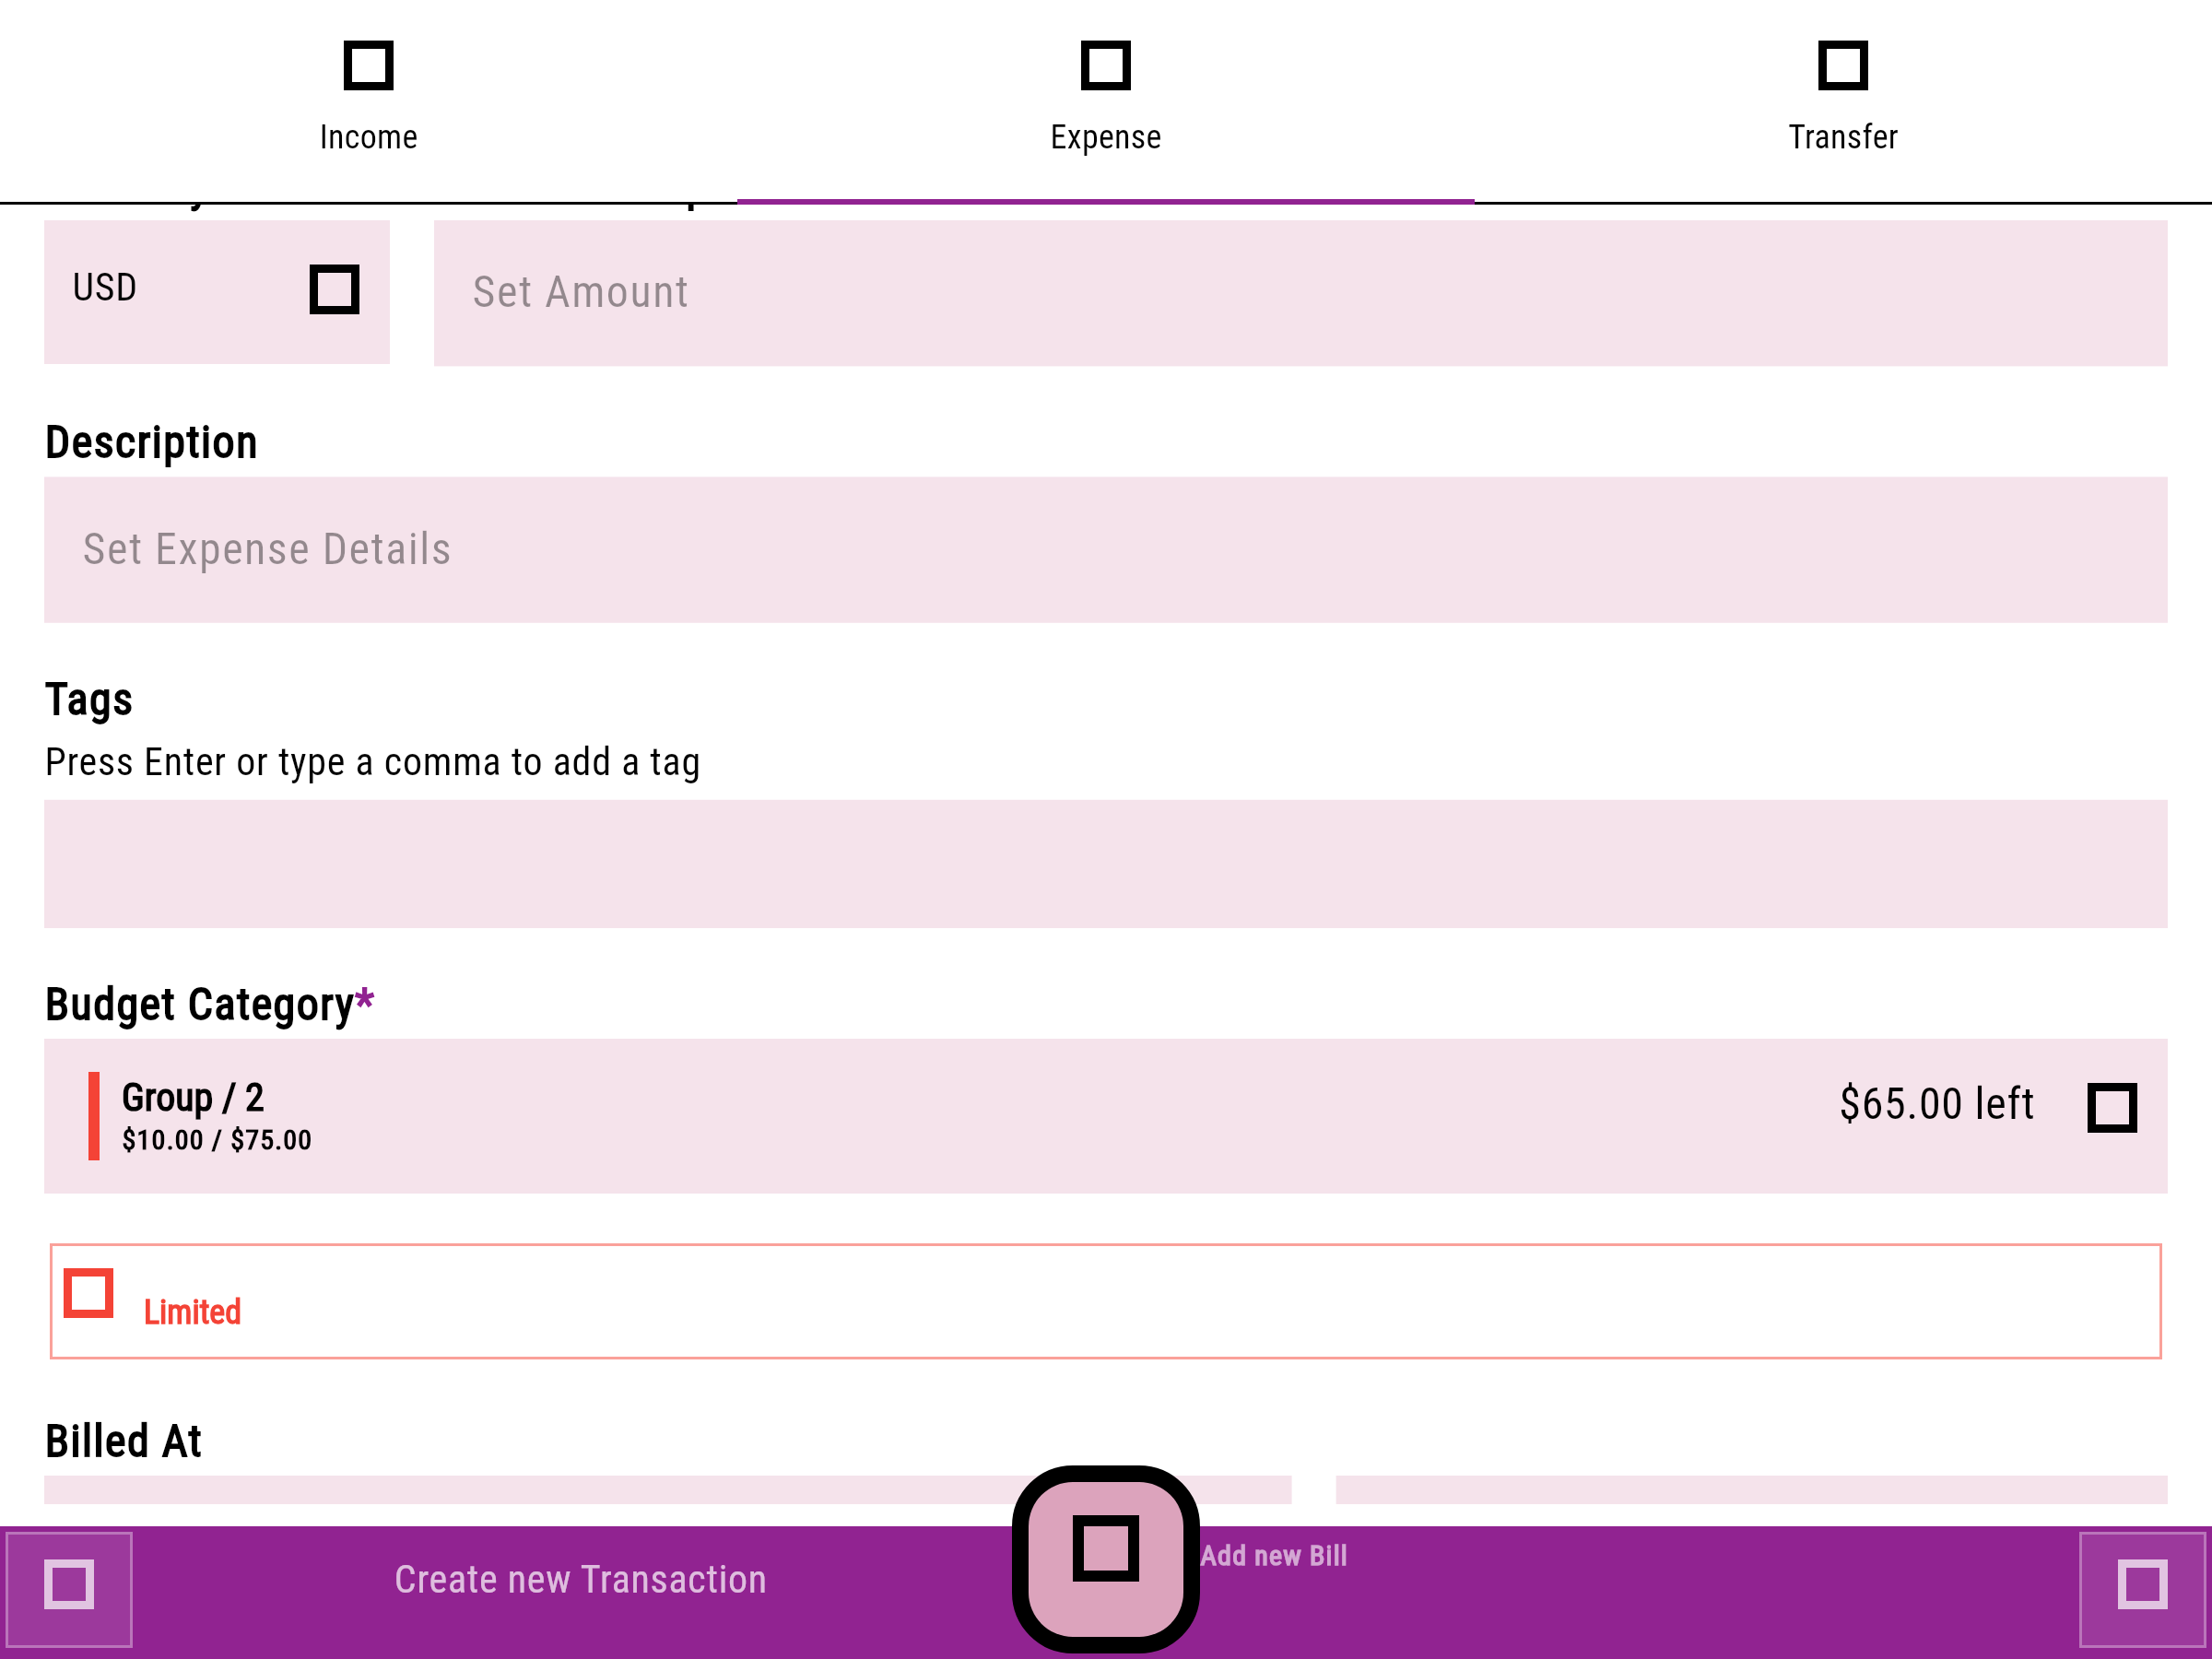 Income
Expense
Transfer
USD
Set Amount
Description
Set Expense Details
Tags
Press Enter or type a comma to add a tag
Budget Category*
Group / 2
$10.00 / $75.00
$65.00 left
Limited
Billed At
Create new Transaction
Add new Bill